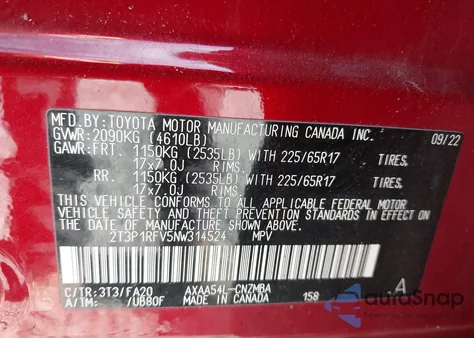 MFD.BY:TOYOTA MOTOR MANUFACTURING CANADA INC. 09/22
GVWR:2090KG (4610LB)
GAWR:FRT. 1150KG (2535LB) WITH 225/65R17 TIRES,
17x7.0J RIMS,
RR. 1150KG (2535LB) WITH 225/65R17 TIRES,
17x7.0J RIMS,
THIS VEHICLE CONFORMS TO ALL APPLICABLE FEDERAL MOTOR
VEHICLE SAFETY AND THEFT PREVENTION STANDARDS IN EFFECT
ON THE DATE OF MANUFACTURE SHOWN ABOVE.
2T3P1RFV5NW314524 MPV
C/TR:3T3/FA20 AXAA54L-CNZMBA A
A/TM: /UB80F MADE IN CANADA 158
autoSnap